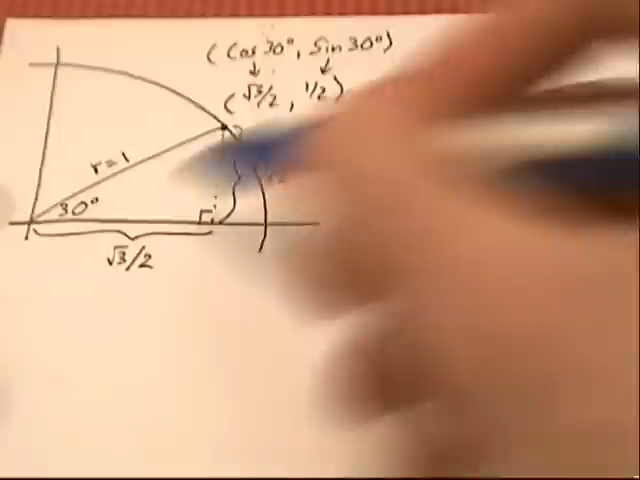 (Cos 30°, Sin 30°)
(√3/2, 1/2)
r=1
30°
√3/2